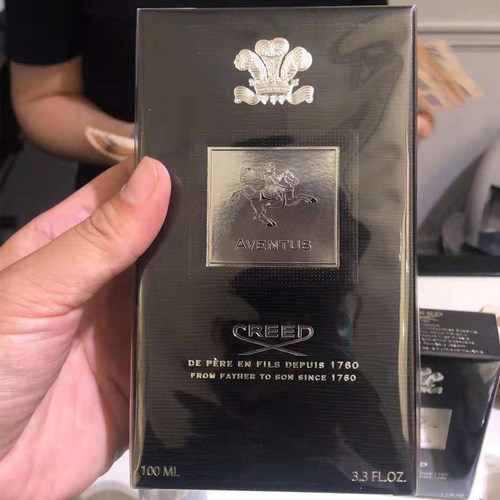 AVENTUS
CREED
DE PÈRE EN FILS DEPUIS 1760
FROM FATHER TO SON SINCE 1760
100 ML
3.3 FL.OZ.